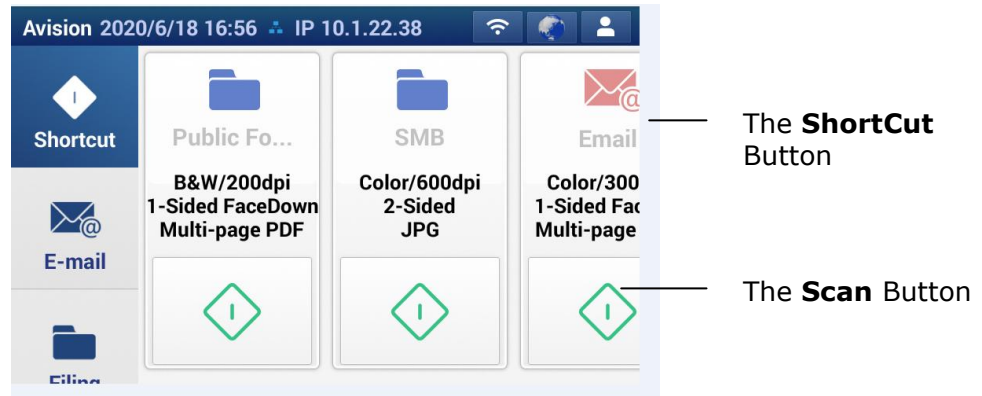 Avision 2020/6/18 16:56 IP 10.1.22.38
Shortcut
E-mail
Filing
Public Fo...
B&W/200dpi
1-Sided FaceDown
Multi-page PDF
SMB
Color/600dpi
2-Sided
JPG
Email
Color/300
1-Sided Fac
Multi-page
The ShortCut
Button
The Scan Button